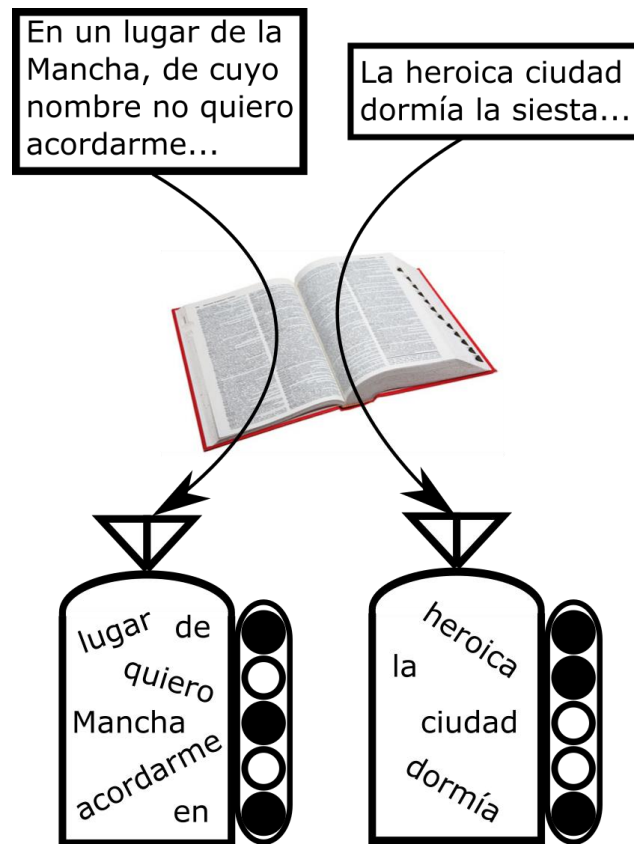 En un lugar de la
Mancha, de cuyo
nombre no quiero
acordarme...
La heroica ciudad
dormía la siesta...
lugar de
quiero
Mancha
acordarme
en
heroica
la
ciudad
dormía